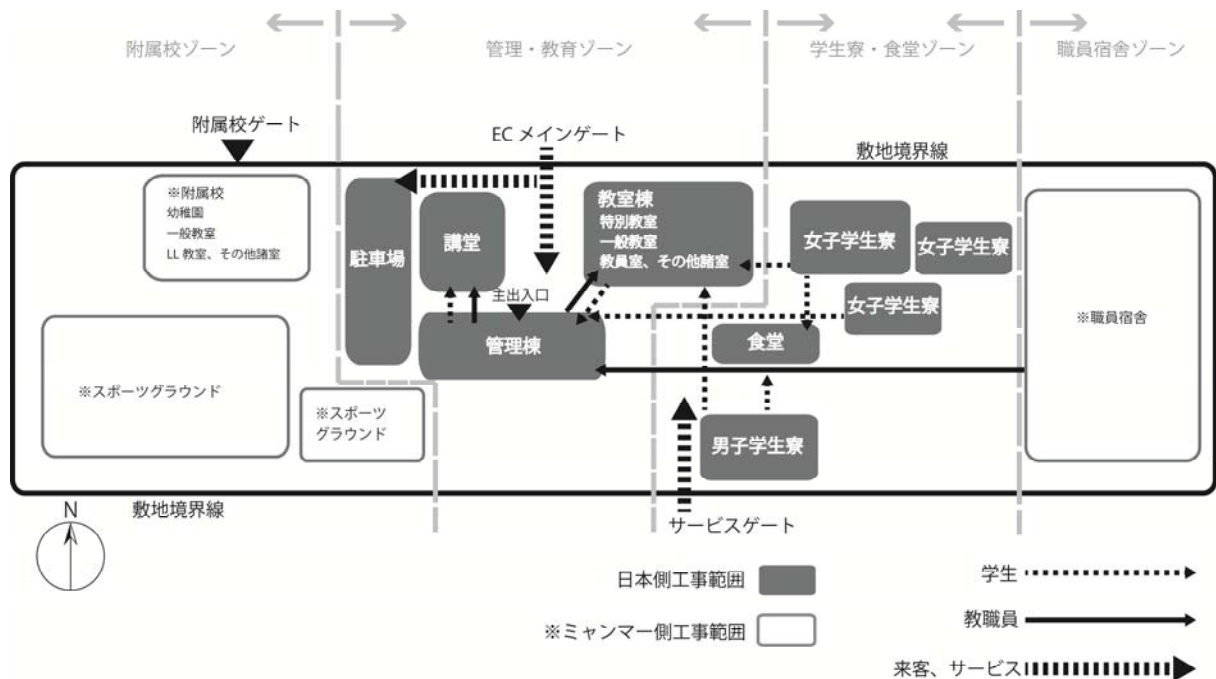 附属校ゾーン
管理・教育ゾーン
学生寮・食堂ゾーン
職員宿舎ゾーン
附属校ゲート
EC メインゲート
敷地境界線
※附属校
幼稚園
一般教室
LL 教室、その他諸室
駐車場
講堂
教室棟
特別教室
一般教室
教員室、その他諸室
女子学生寮
女子学生寮
女子学生寮
主出入口
管理棟
食堂
※職員宿舎
※スポーツグラウンド
※スポーツ
グラウンド
男子学生寮
敷地境界線
サービスゲート
N
日本側工事範囲
※ミャンマー側工事範囲
学生
教職員
来客、サービス